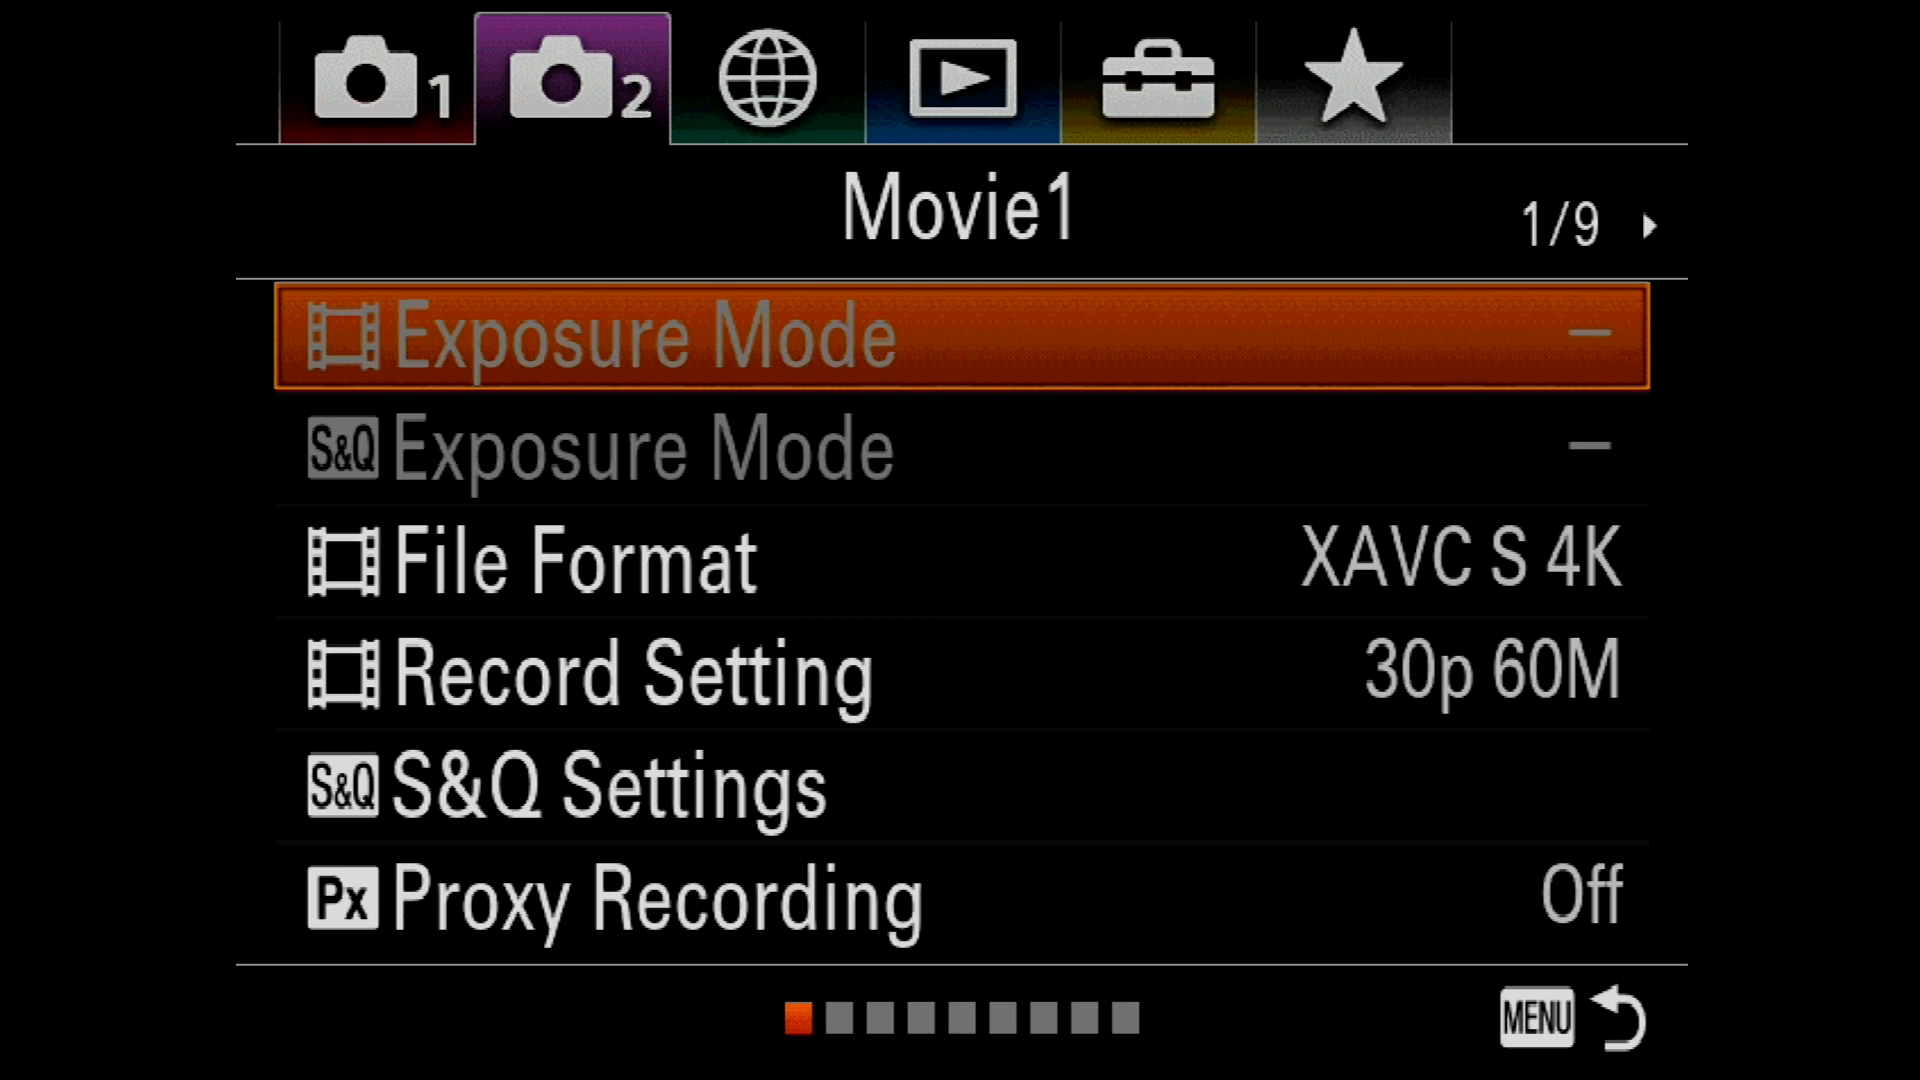 1 2
Movie1
1/9
Exposure Mode –
S&Q Exposure Mode –
File Format XAVC S 4K
Record Setting 30p 60M
S&Q S&Q Settings
Px Proxy Recording Off
MENU